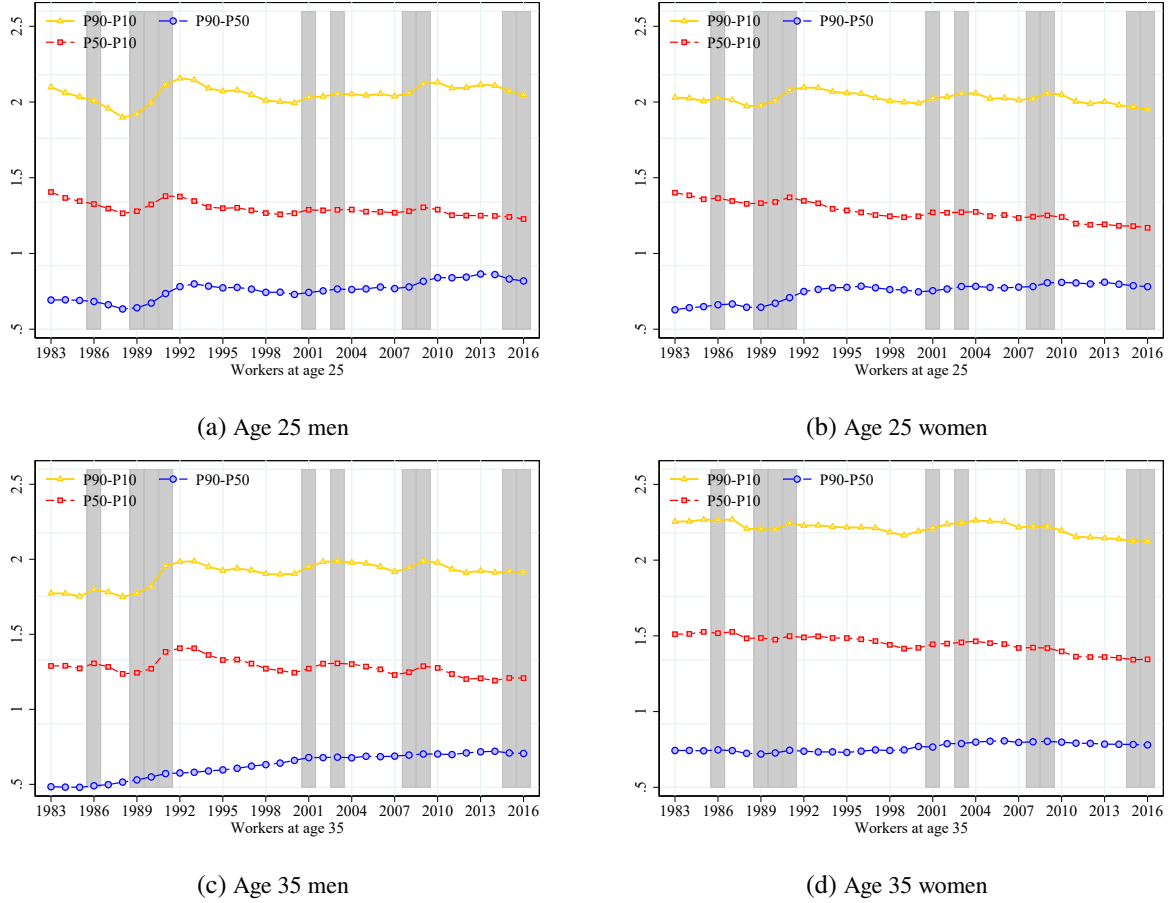 P90-P10 P90-P50
P50-P10
.5 1 1.5 2 2.5
1983 1986 1989 1992 1995 1998 2001 2004 2007 2010 2013 2016
Workers at age 25
(a) Age 25 men
P90-P10 P90-P50
P50-P10
.5 1 1.5 2 2.5
1983 1986 1989 1992 1995 1998 2001 2004 2007 2010 2013 2016
Workers at age 25
(b) Age 25 women
P90-P10 P90-P50
P50-P10
.5 1 1.5 2 2.5
1983 1986 1989 1992 1995 1998 2001 2004 2007 2010 2013 2016
Workers at age 35
(c) Age 35 men
P90-P10 P90-P50
P50-P10
.5 1 1.5 2 2.5
1983 1986 1989 1992 1995 1998 2001 2004 2007 2010 2013 2016
Workers at age 35
(d) Age 35 women